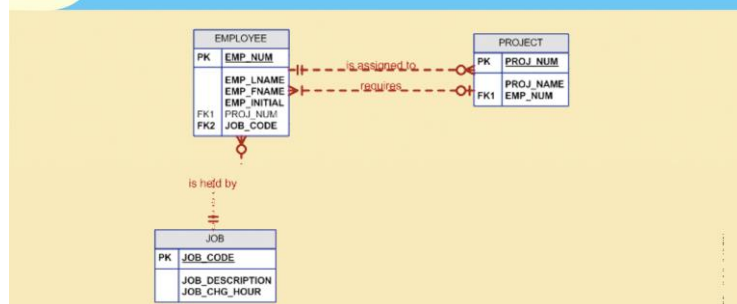 EMPLOYEE
PK EMP_NUM
EMP_LNAME
EMP_FNAME
EMP_INITIAL
FK1 PROJ_NUM
FK2 JOB_CODE
is assigned to
requires
PROJECT
PK PROJ_NUM
PROJ_NAME
FK1 EMP_NUM
is held by
JOB
PK JOB_CODE
JOB_DESCRIPTION
JOB_CHG_HOUR